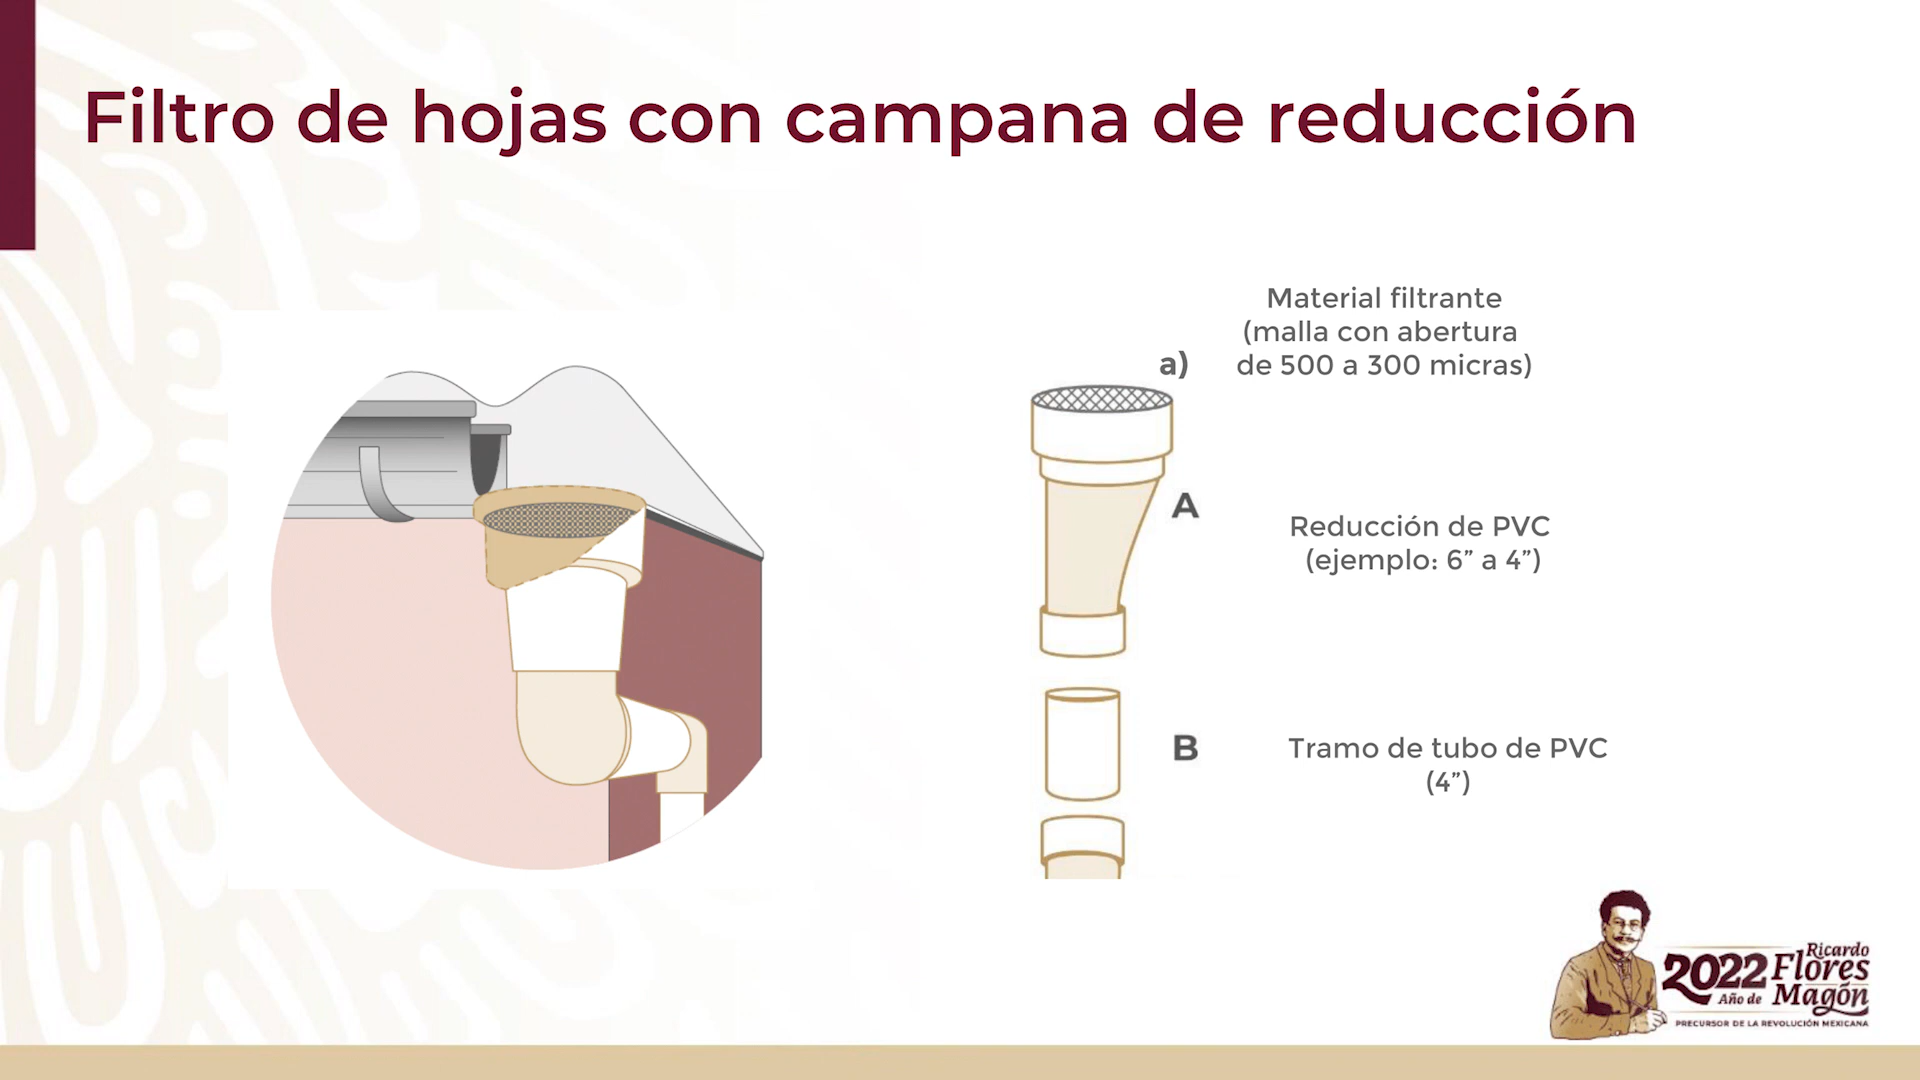 Filtro de hojas con campana de reducción
Material filtrante
(malla con abertura
a) de 500 a 300 micras)
A
Reducción de PVC
(ejemplo: 6” a 4”)
B
Tramo de tubo de PVC
(4”)
2022 Ricardo
Flores
Año de Magón
PRECURSOR DE LA REVOLUCIÓN MEXICANA